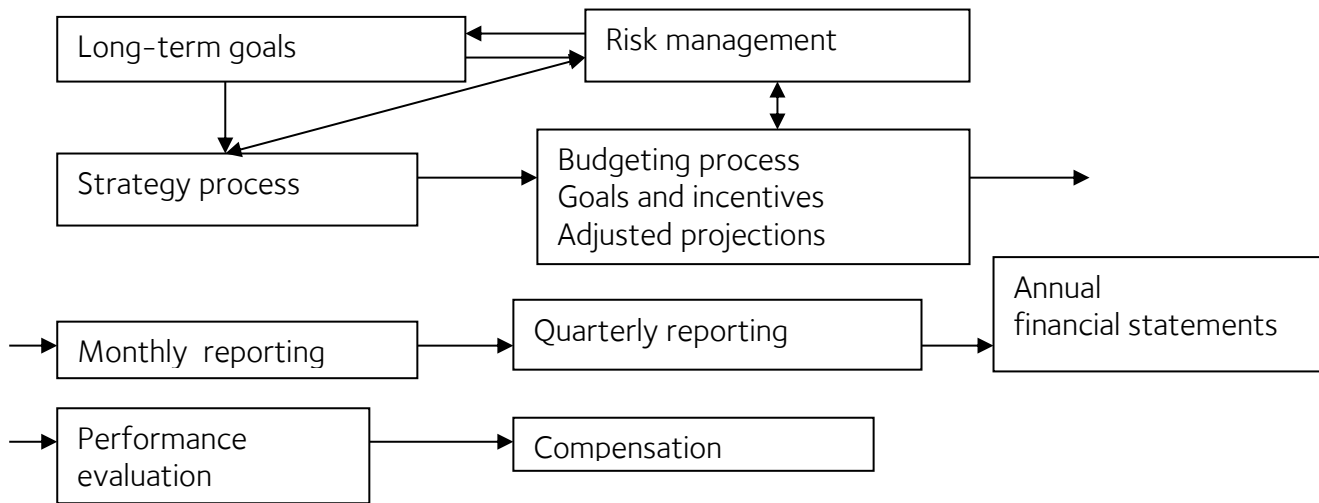 Long-term goals
Risk management
Strategy process
Budgeting process
Goals and incentives
Adjusted projections
Annual
financial statements
Monthly  reporting
Quarterly reporting
Performance
evaluation
Compensation